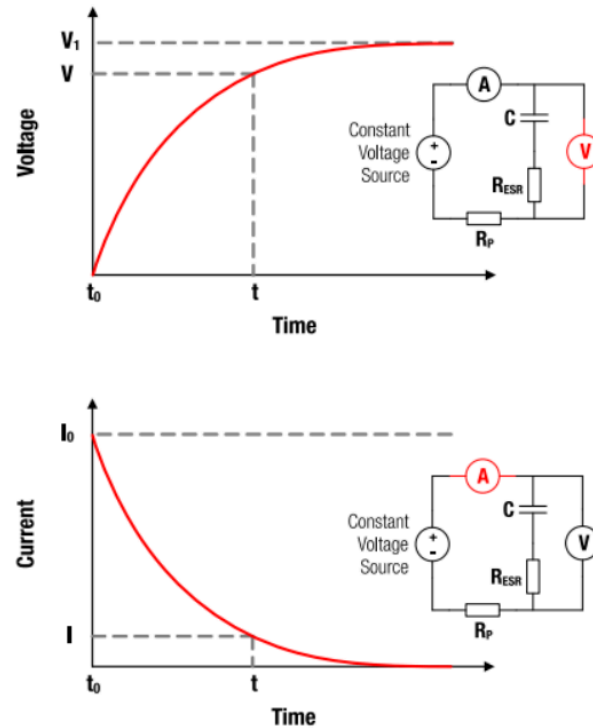 V₁
V
Voltage
t₀
t
Time
Constant
Voltage
Source
+
-
A
C
R_ESR
R_P
V
I₀
I
Current
t₀
t
Time
Constant
Voltage
Source
+
-
A
C
R_ESR
R_P
V